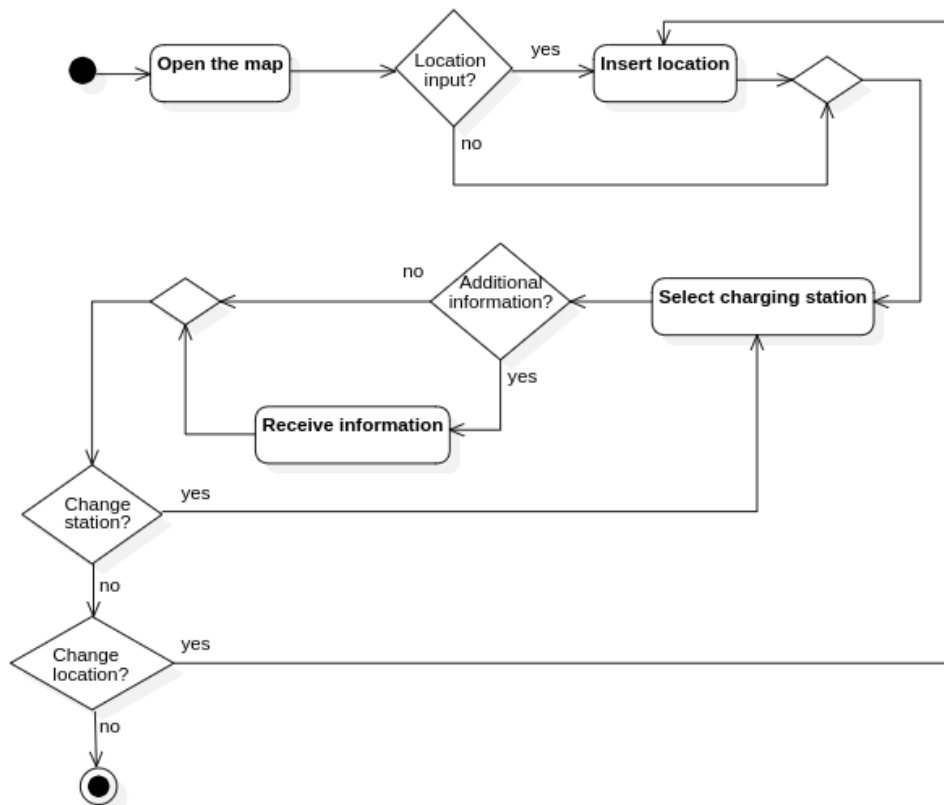 Open the map
Location
input?
yes
Insert location
no
no
Additional
information?
Select charging station
yes
Receive information
Change
station?
yes
no
Change
location?
yes
no